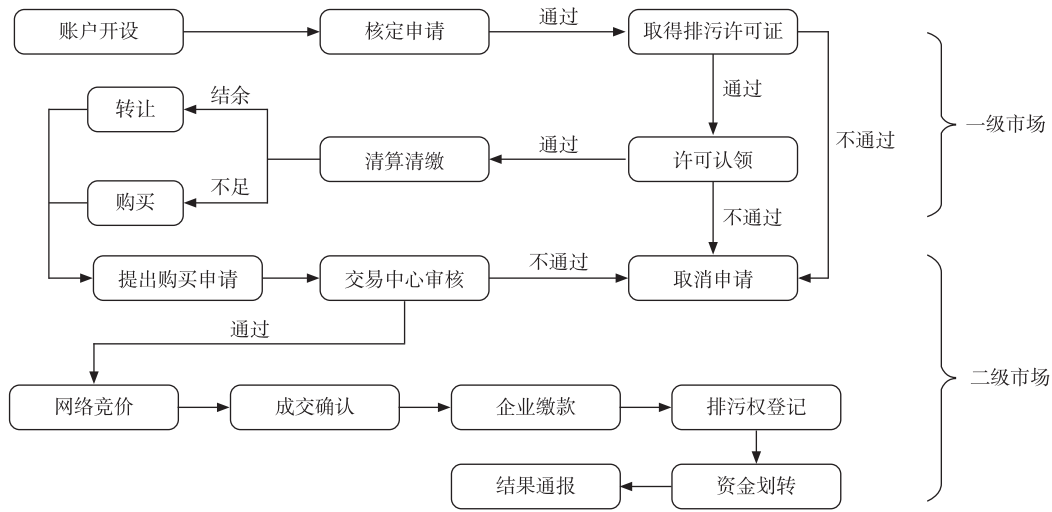 账户开设
核定申请
通过
取得排污许可证
通过
不通过
一级市场
转让
结余
清算清缴
通过
许可认领
购买
不足
不通过
提出购买申请
交易中心审核
不通过
取消申请
通过
二级市场
网络竞价
成交确认
企业缴款
排污权登记
结果通报
资金划转